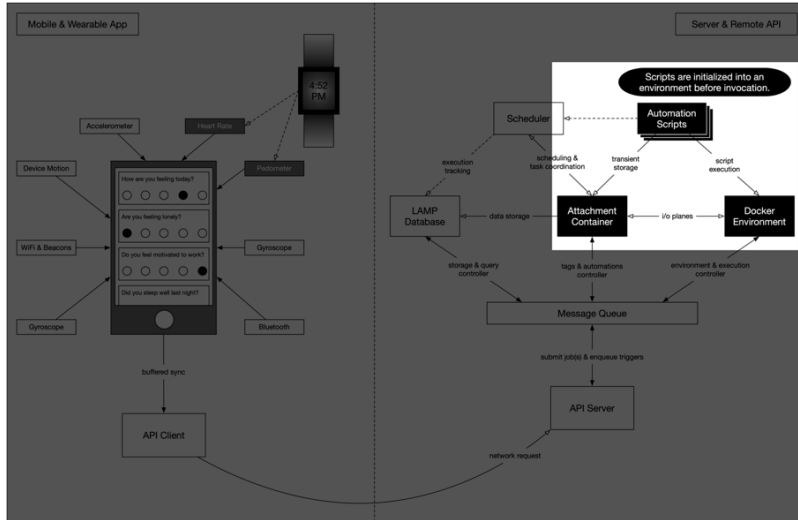 Mobile & Wearable App
Server & Remote API
4:52
PM
Scripts are initialized into an
environment before invocation.
Accelerometer
Heart Rate
Scheduler
Automation
Scripts
Device Motion
How are you feeling today?
Pedometer
execution
tracking
scheduling &
task coordination
transient
storage
script
execution
Are you feeling lonely?
LAMP
Database
data storage
Attachment
Container
i/o planes
Docker
Environment
WiFi & Beacons
Do you feel motivated to work?
Gyroscope
storage & query
controller
tags & automations
controller
environment & execution
controller
Did you sleep well last night?
Message Queue
Gyroscope
Bluetooth
submit job(s) & enqueue triggers
buffered sync
API Client
API Server
network request